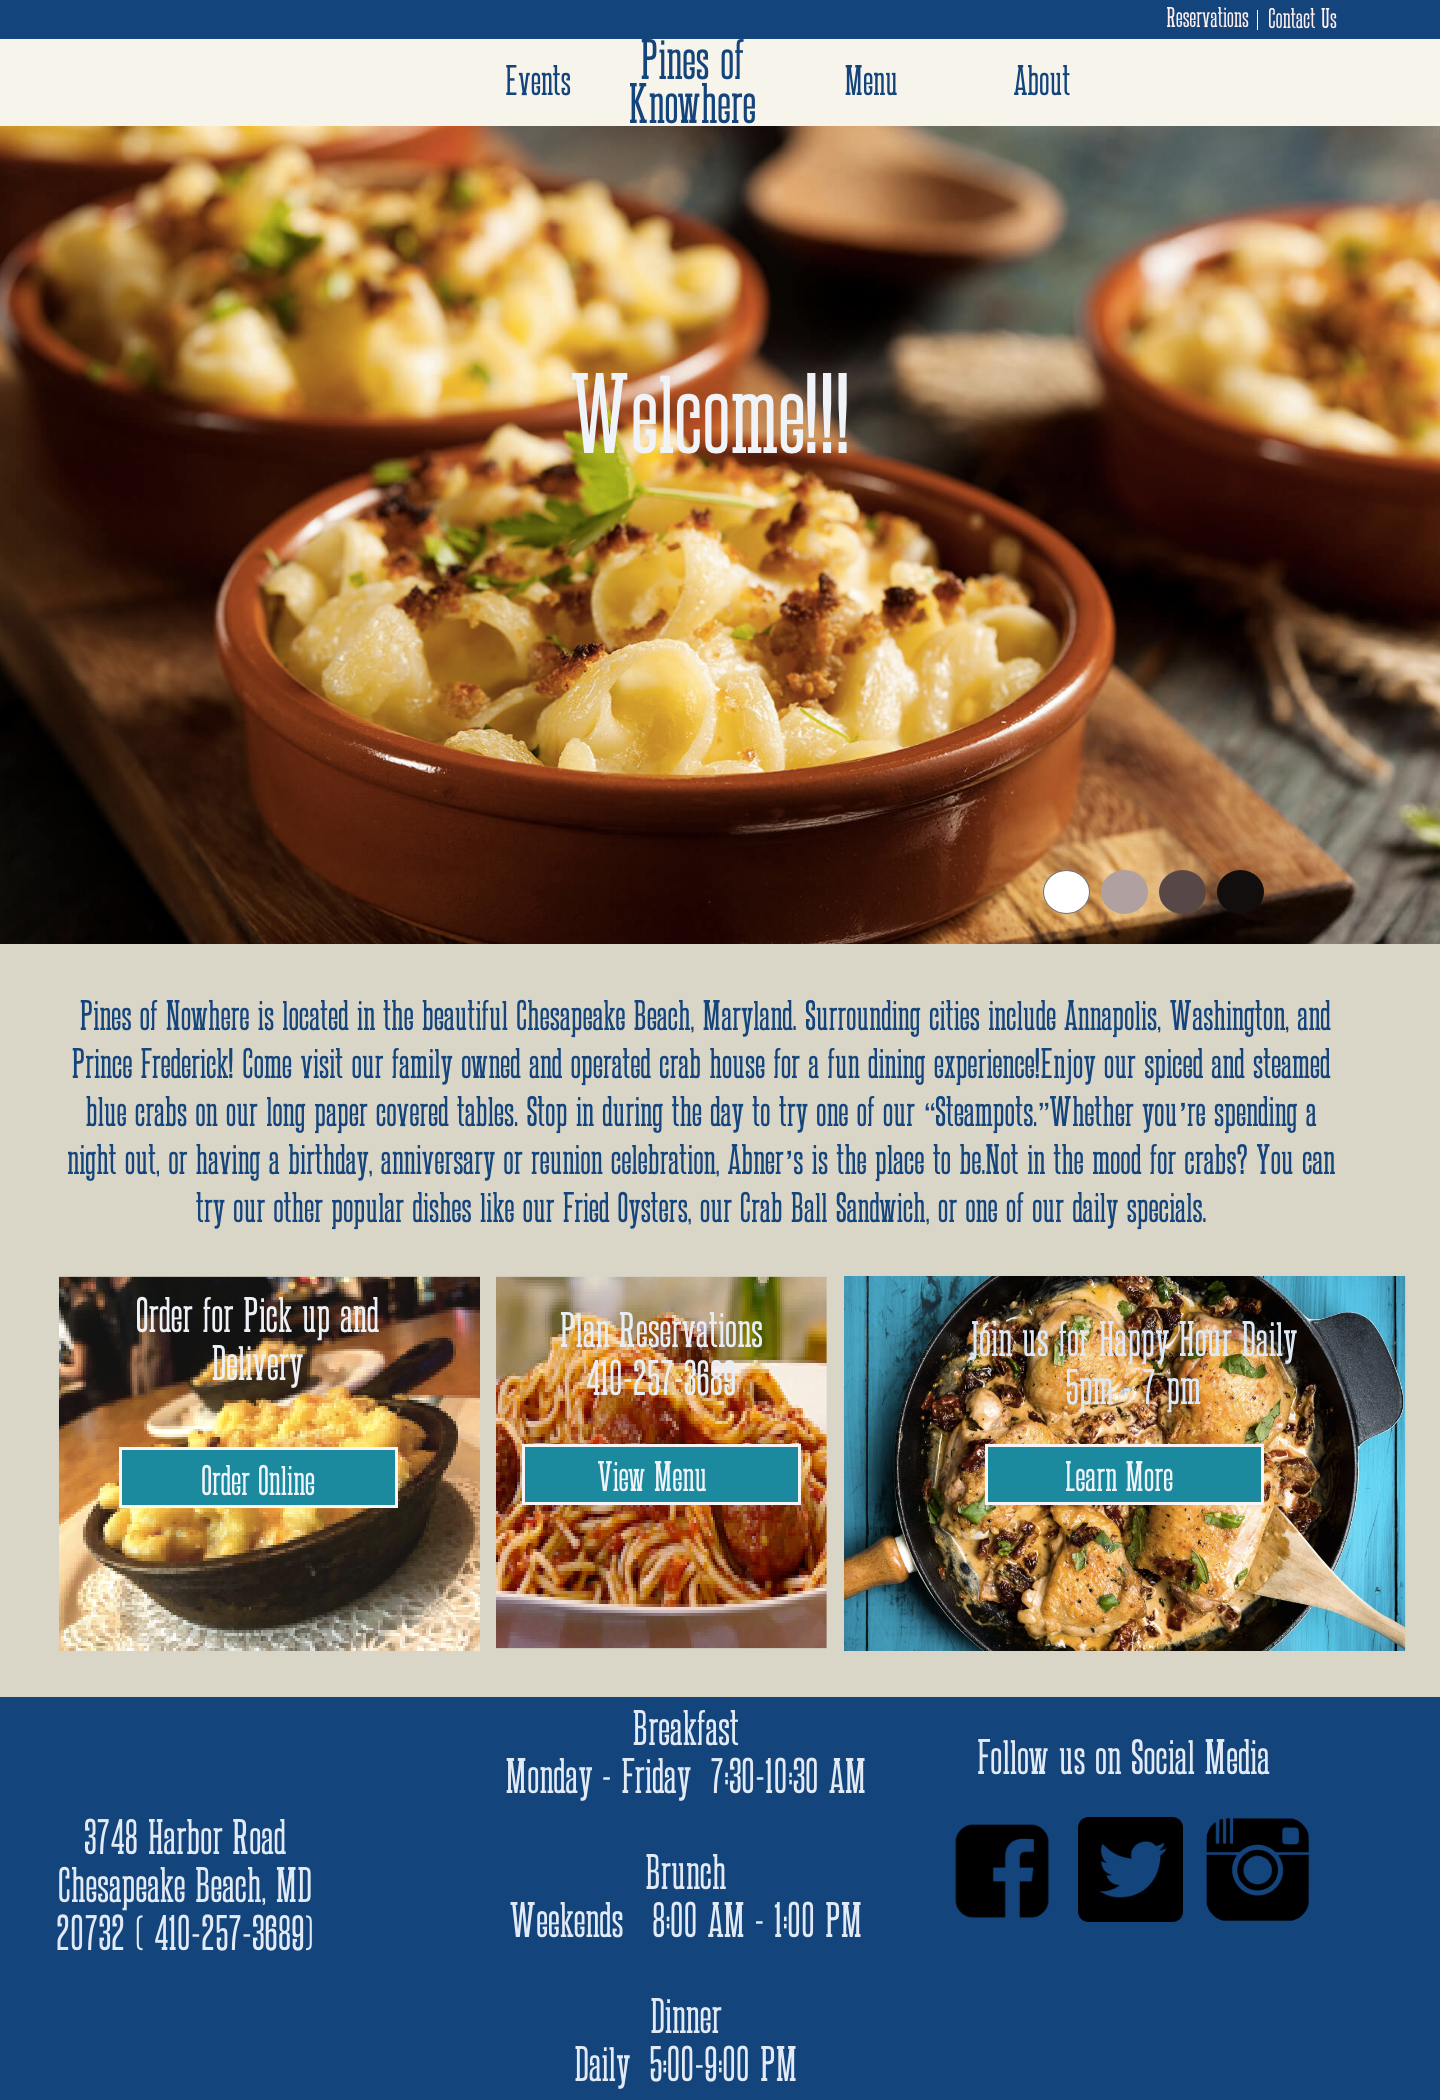 Reservations | Contact Us
Events
Pines of
Knowhere
Menu
About
Welcome!!!
Pines of Nowhere is located in the beautiful Chesapeake Beach, Maryland. Surrounding cities include Annapolis, Washington, and
Prince Frederick! Come visit our family owned and operated crab house for a fun dining experience!Enjoy our spiced and steamed
blue crabs on our long paper covered tables. Stop in during the day to try one of our “Steampots.”Whether you’re spending a
night out, or having a birthday, anniversary or reunion celebration, Abner’s is the place to be.Not in the mood for crabs? You can
try our other popular dishes like our Fried Oysters, our Crab Ball Sandwich, or one of our daily specials.
Order for Pick up and
Delivery
Order Online
Plan Reservations
410-257-3689
View Menu
Join us for Happy Hour Daily
5pm - 7 pm
Learn More
3748 Harbor Road
Chesapeake Beach, MD
20732 ( 410-257-3689)
Breakfast
Monday - Friday 7:30-10:30 AM
Brunch
Weekends 8:00 AM - 1:00 PM
Dinner
Daily 5:00-9:00 PM
Follow us on Social Media